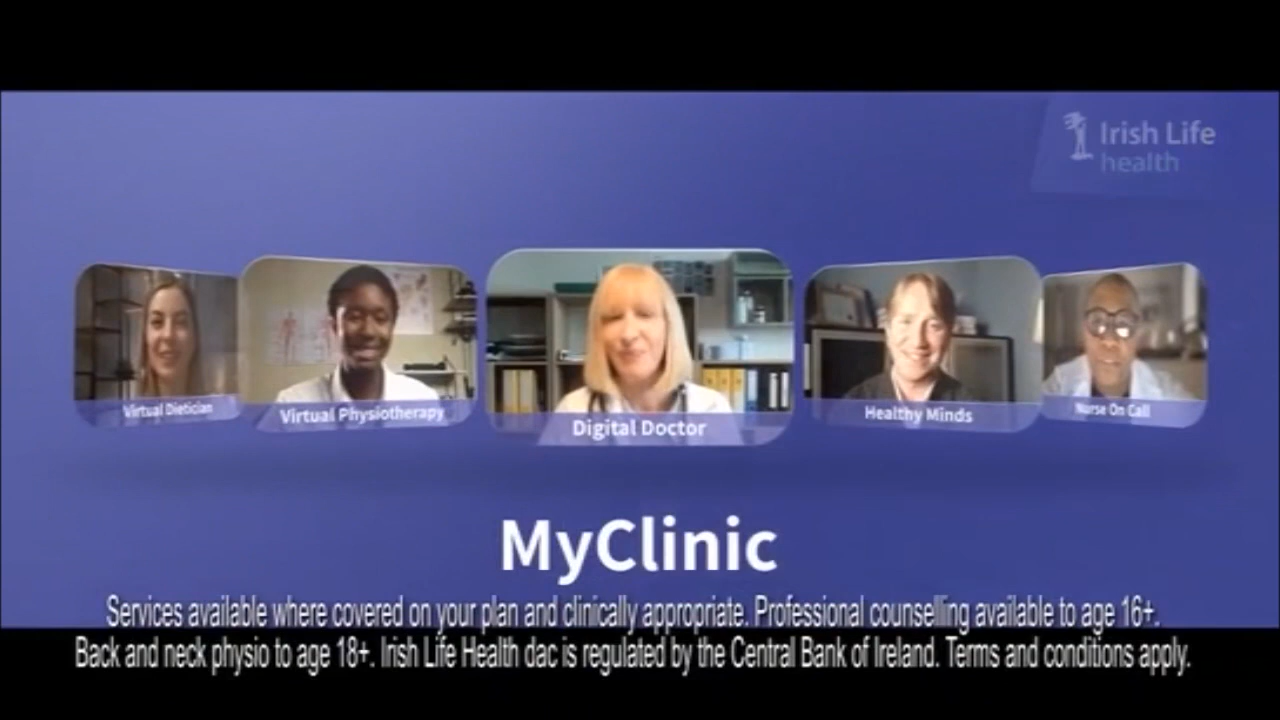 Irish Life
health
Virtual Dietician
Virtual Physiotherapy
Digital Doctor
Healthy Minds
Nurse On Call
MyClinic
Services available where covered on your plan and clinically appropriate. Professional counselling available to age 16+.
Back and neck physio to age 18+. Irish Life Health dac is regulated by the Central Bank of Ireland. Terms and conditions apply.